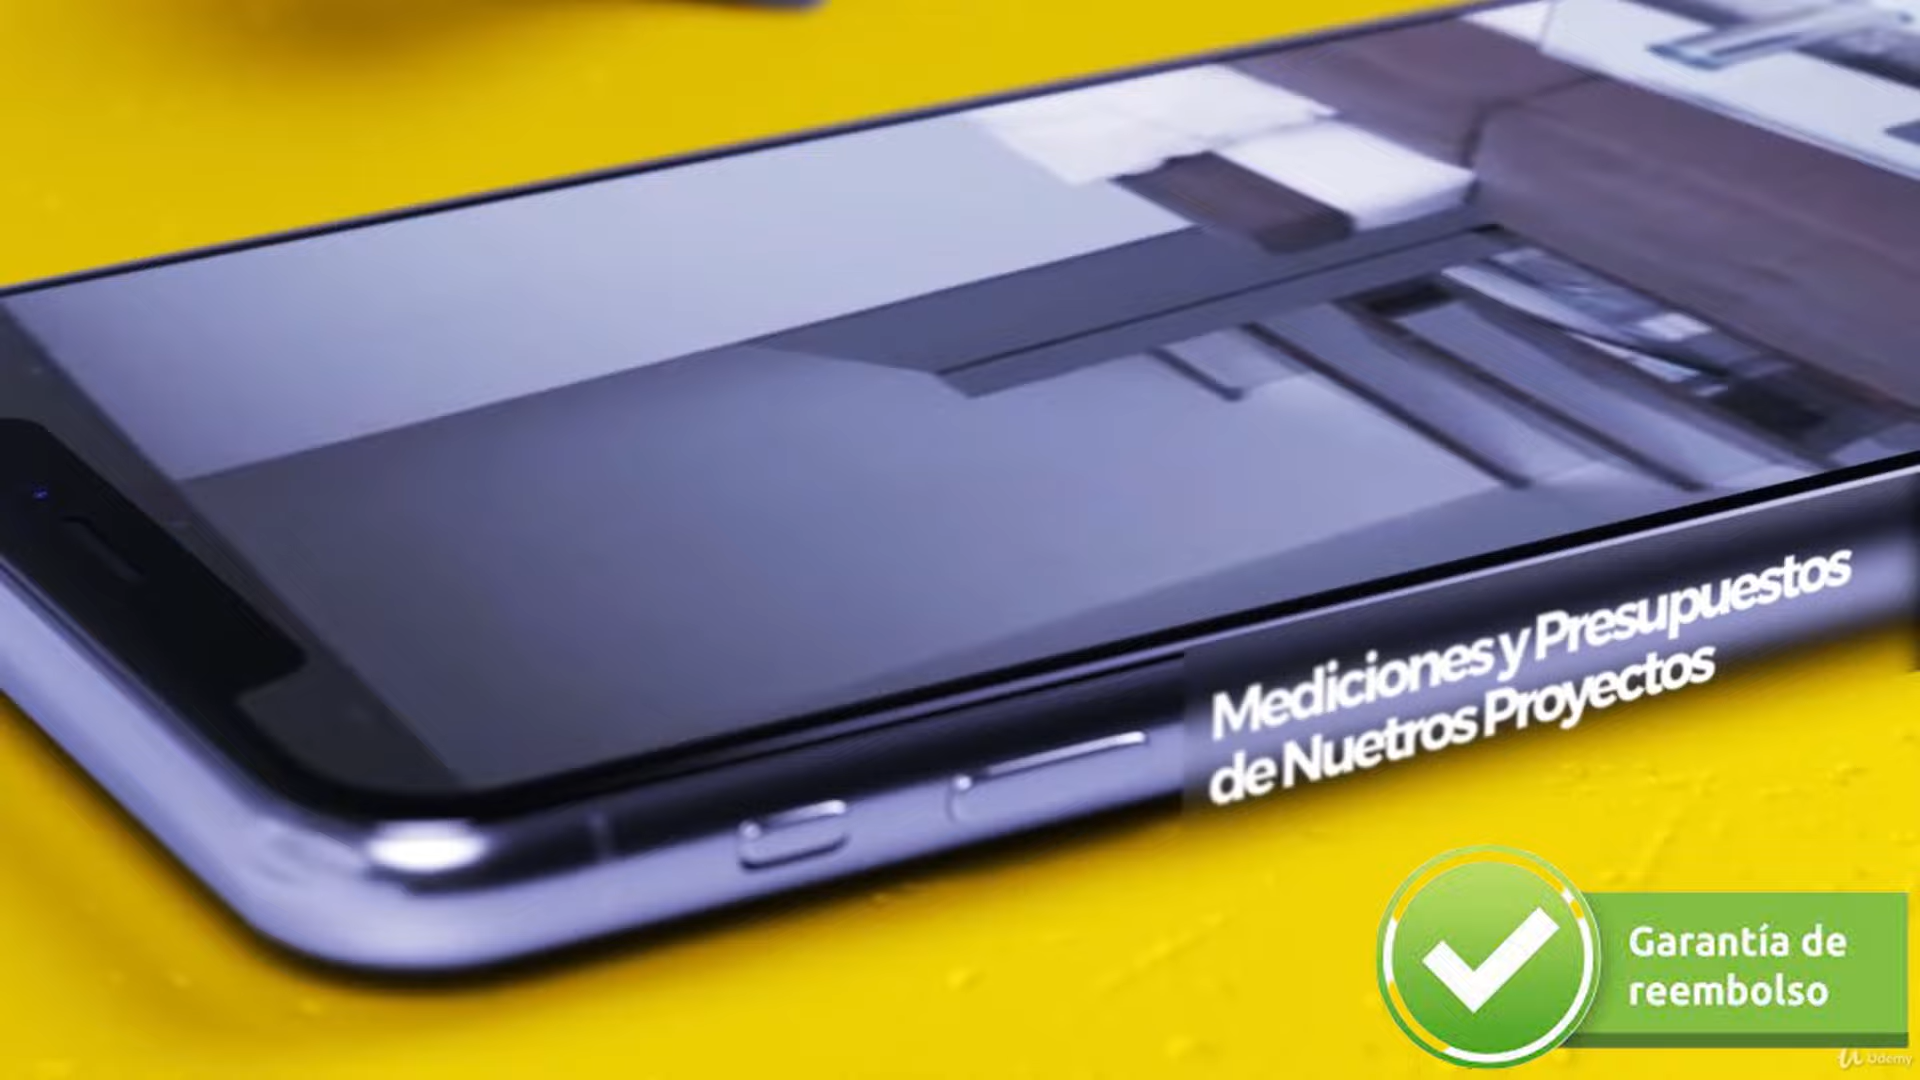 Mediciones y Presupuestos
de Nuetros Proyectos
Garantía de
reembolso
Udemy